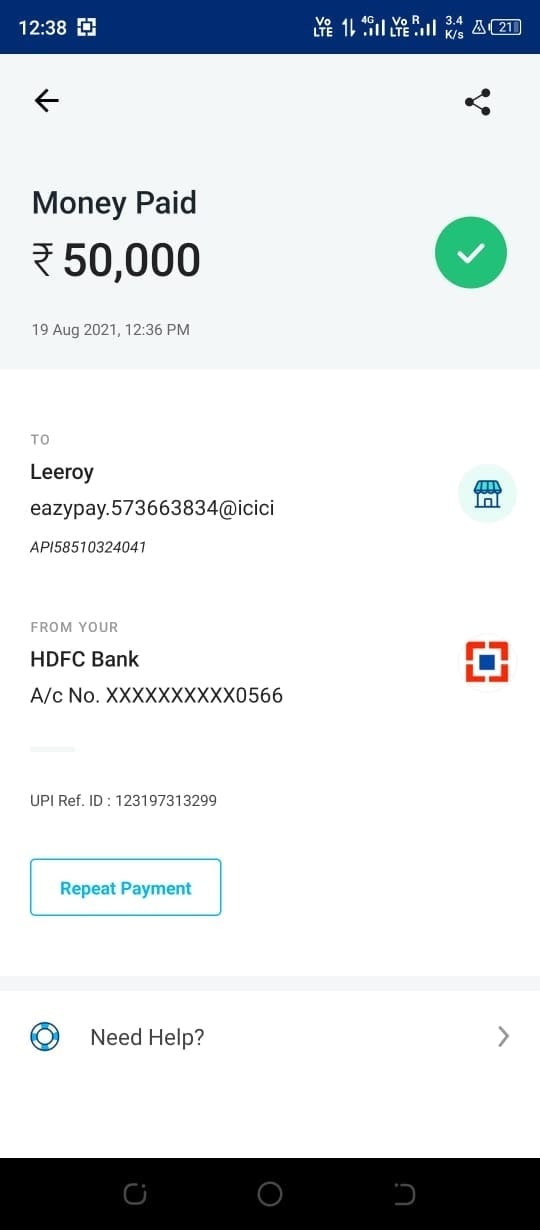 12:38
Vo LTE 4G Vo LTE R 3.4 K/s 21
Money Paid
₹ 50,000
19 Aug 2021, 12:36 PM
TO
Leeroy
eazypay.573663834@icici
API58510324041
FROM YOUR
HDFC Bank
A/c No. XXXXXXXXXX0566
UPI Ref. ID : 123197313299
Repeat Payment
Need Help?